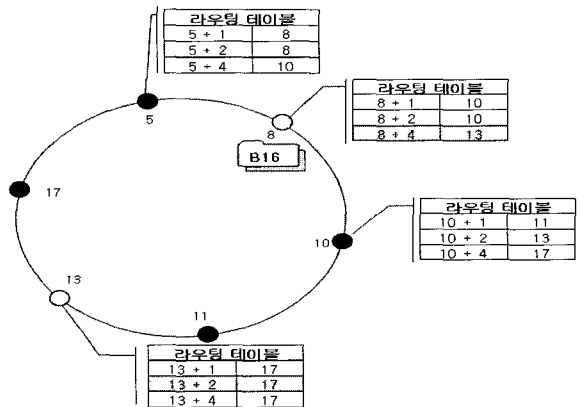 라우팅 테이블
5 + 1 8
5 + 2 8
5 + 4 10
라우팅 테이블
8 + 1 10
8 + 2 10
8 + 4 13
5
8
B16
17
라우팅 테이블
10 + 1 11
10 + 2 13
10 + 4 17
10
13
11
라우팅 테이블
13 + 1 17
13 + 2 17
13 + 4 17